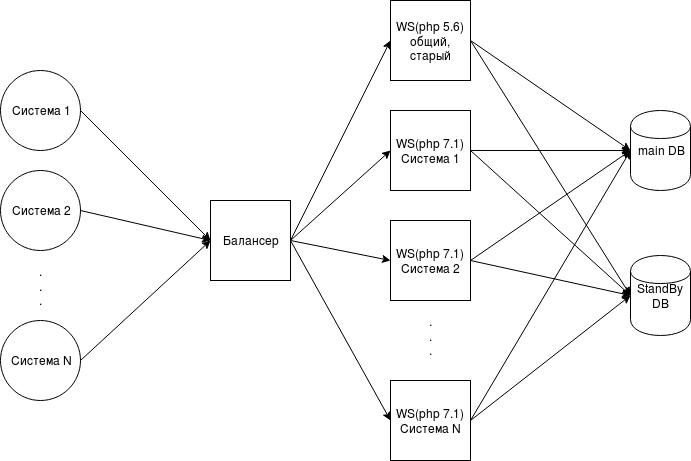 Система 1
Система 2
.
.
.
Система N
Балансер
WS(php 5.6)
общий,
старый
WS(php 7.1)
Система 1
WS(php 7.1)
Система 2
.
.
.
WS(php 7.1)
Система N
main DB
StandBy
DB